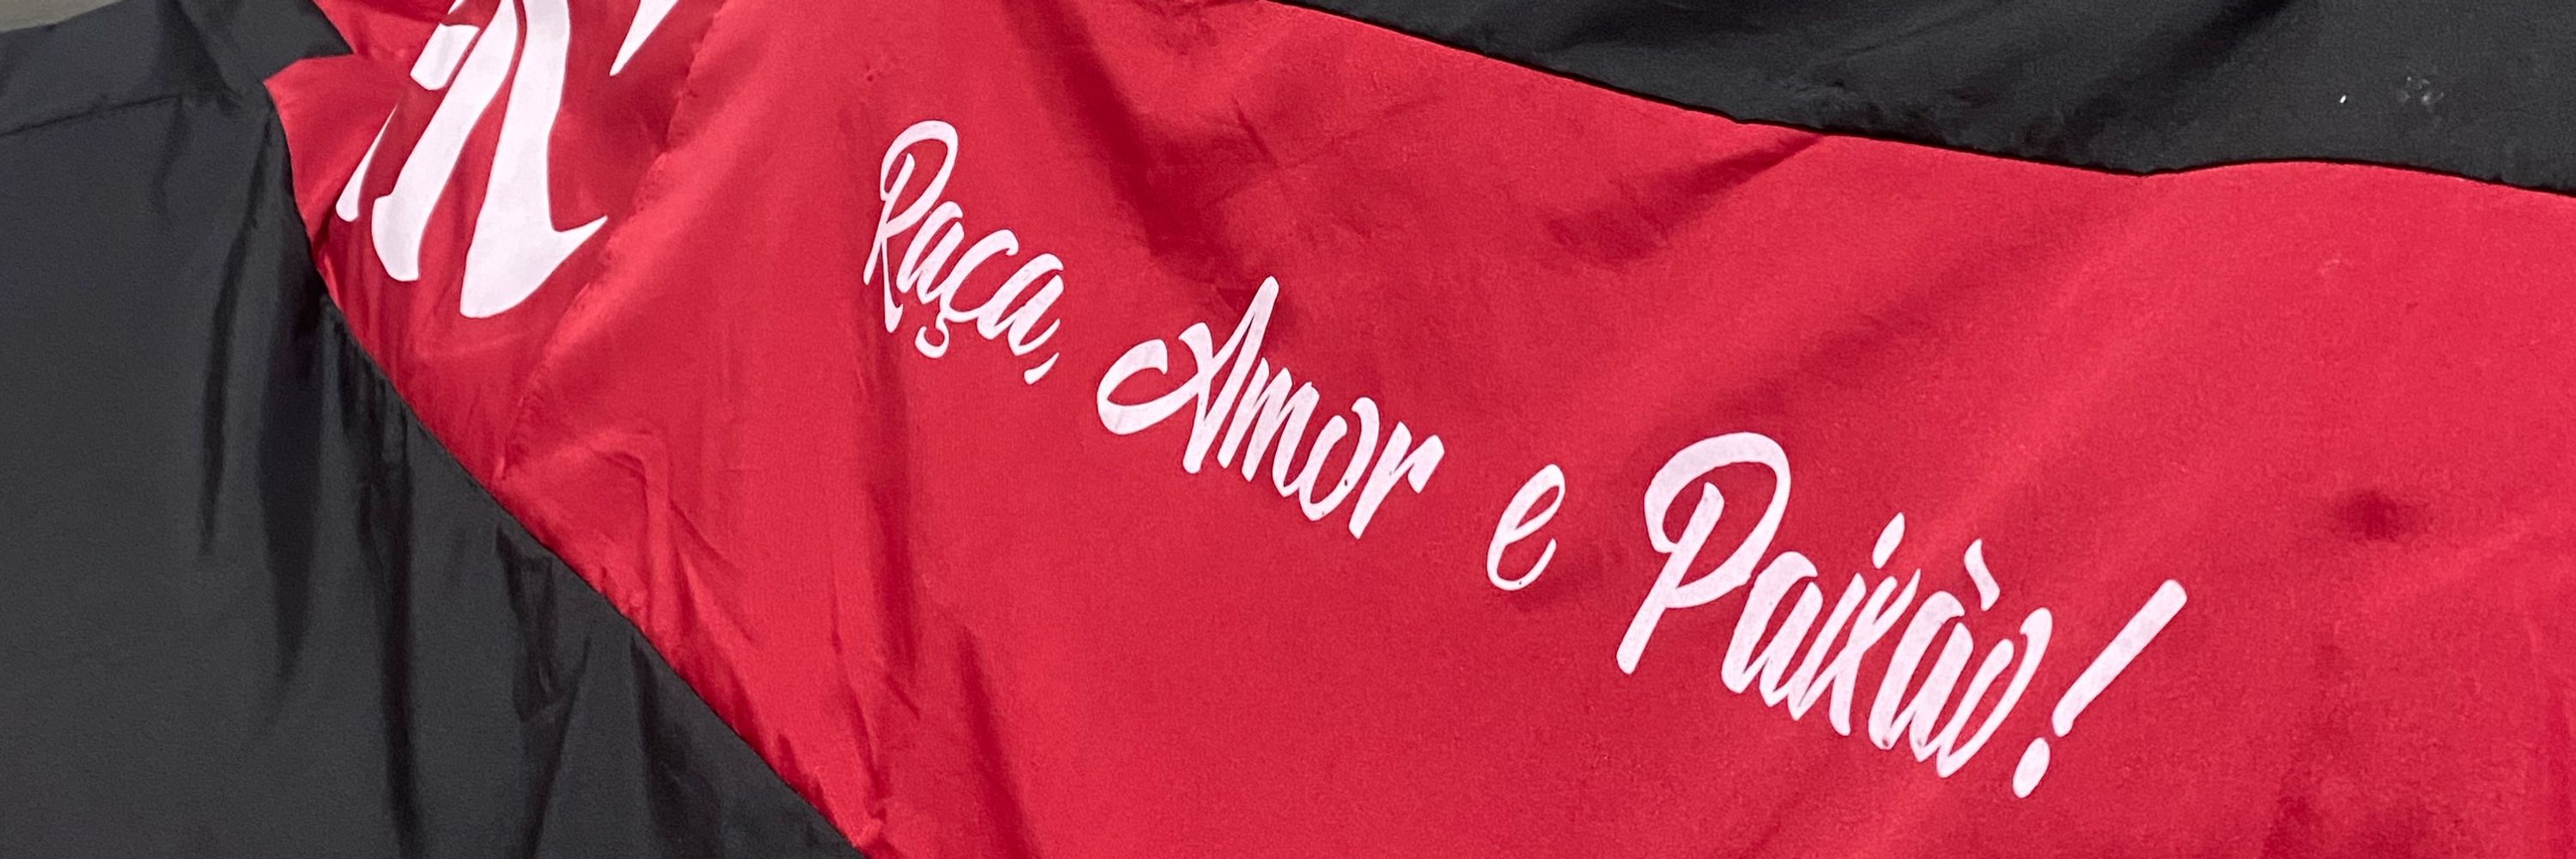 Raça, Amor e Paixão!